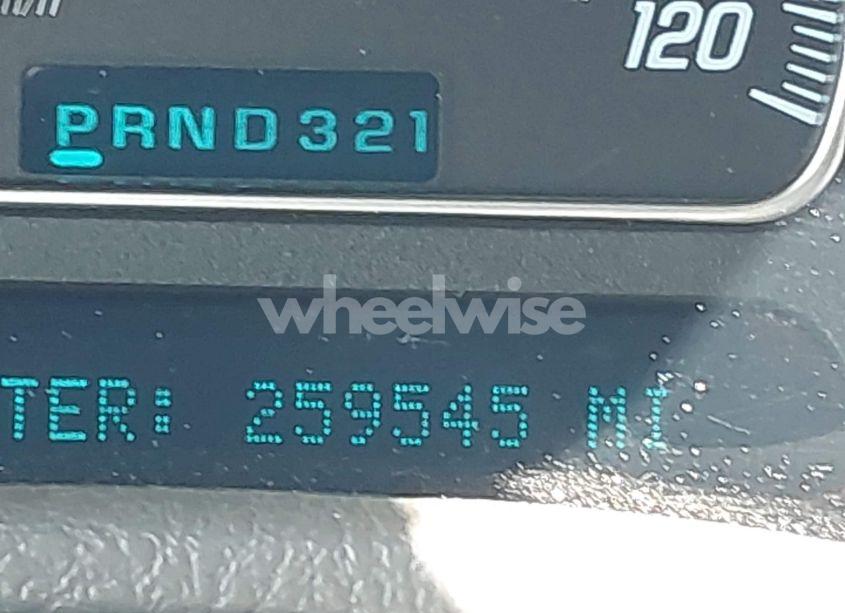 120
PRND321
wheelwise
TER: 259545 MI